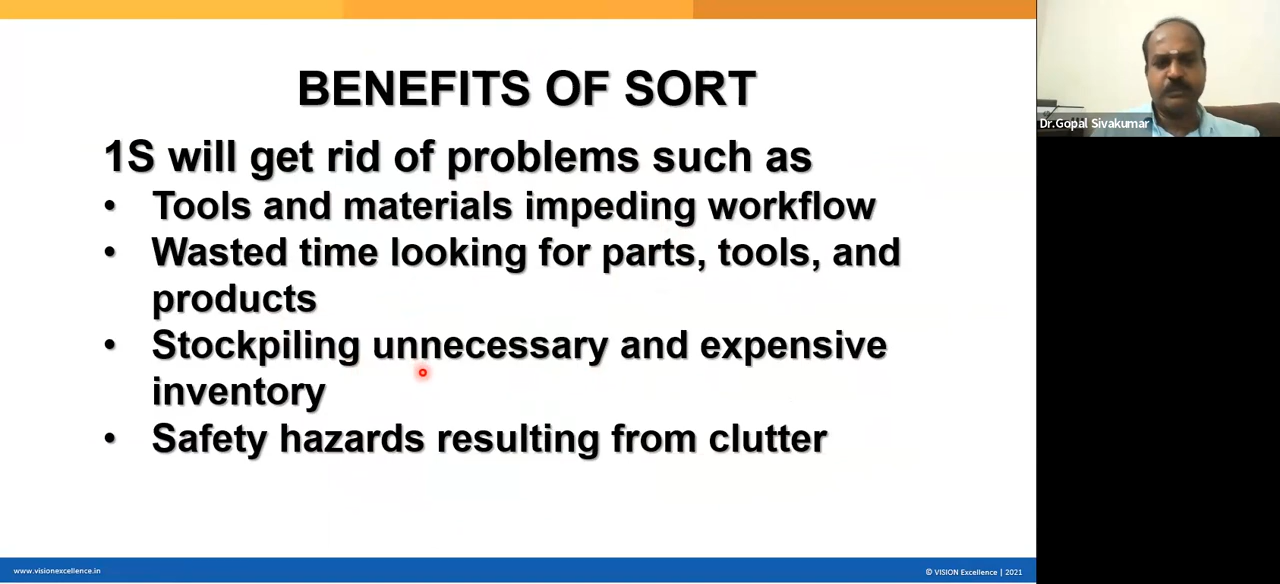 BENEFITS OF SORT
1S will get rid of problems such as
• Tools and materials impeding workflow
• Wasted time looking for parts, tools, and
products
• Stockpiling unnecessary and expensive
inventory
• Safety hazards resulting from clutter
Dr.Gopal Sivakumar
www.visionexcellence.in
© VISION Excellence | 2021